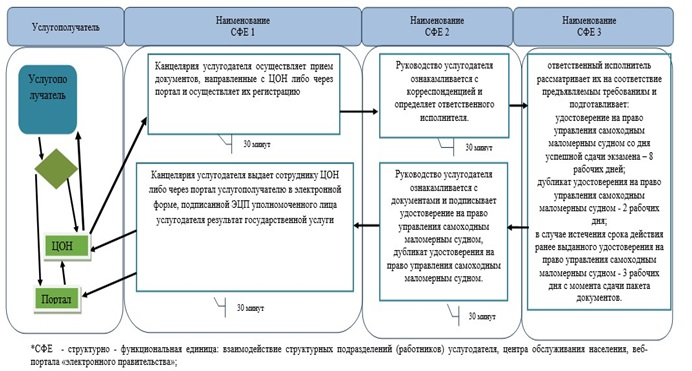 Услугополучатель
Наименование
СФЕ 1
Наименование
СФЕ 2
Наименование
СФЕ 3
Услугопо
лучатель
ЦОН
Портал
Канцелярия услугодателя осуществляет прием
документов, направленные с ЦОН либо через
портал и осуществляет их регистрацию
30 минут
Руководство услугодателя
ознакамливается с
корреспонденцией и
определяет ответственного
исполнителя.
30 минут
ответственный исполнитель
рассматривает их на соответствие
предъявляемым требованиям и
подготавливает:
удостоверение на право
управления самоходным
маломерным судном со дня
успешной сдачи экзамена – 8
рабочих дней;
дубликат удостоверения на право
управления самоходным
маломерным судном - 2 рабочих
дня;
в случае истечения срока действия
ранее выданного удостоверения на
право управления самоходным
маломерным судном - 3 рабочих
дня с момента сдачи пакета
документов.
Руководство услугодателя
ознакамливается с
документами и подписывает
удостоверение на право
управления самоходным
маломерным судном,
дубликат удостоверения на
право управления самоходным
маломерным судном.
30 минут
Канцелярия услугодателя выдает сотруднику ЦОН
либо через портал услугополучателю в электронной
форме, подписанной ЭЦП уполномоченного лица
услугодателя результат государственной услуги
30 минут
*СФЕ - структурно - функциональная единица: взаимодействие структурных подразделений (работников) услугодателя, центра обслуживания населения, веб-
портала «электронного правительства»;